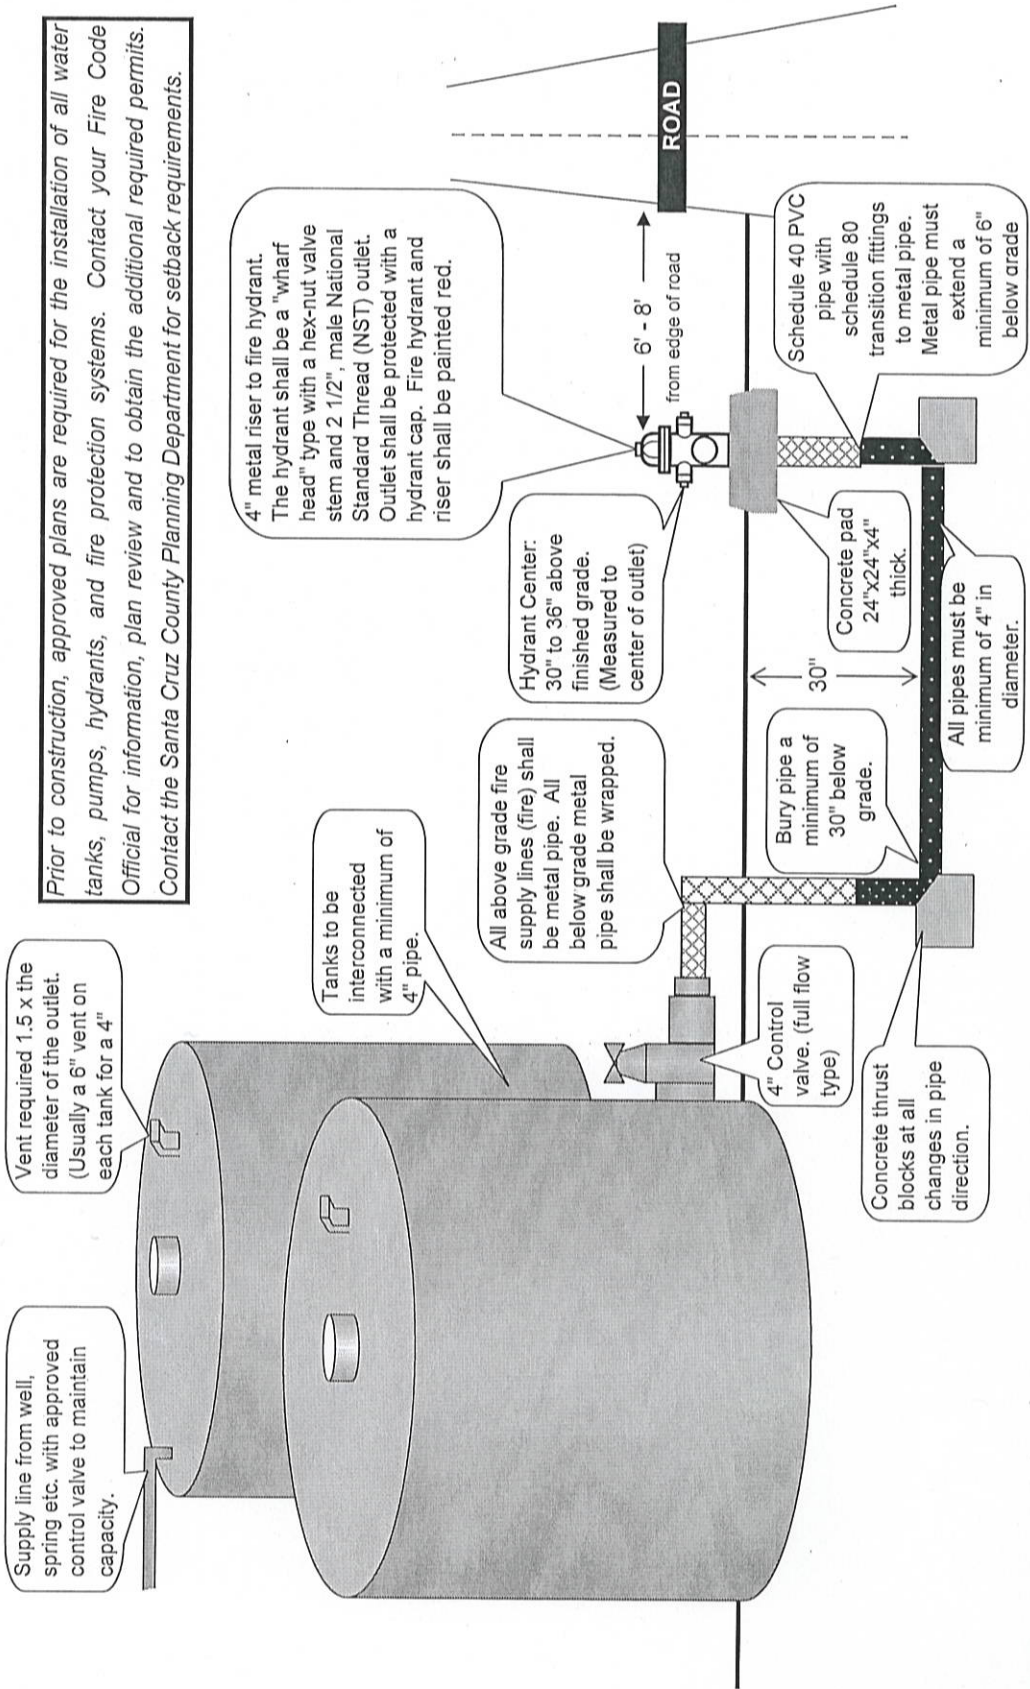 Prior to construction, approved plans are required for the installation of all water
tanks, pumps, hydrants, and fire protection systems. Contact your Fire Code
Official for information, plan review and to obtain the additional required permits.
Contact the Santa Cruz County Planning Department for setback requirements.
Supply line from well,
spring etc. with approved
control valve to maintain
capacity.
Vent required 1.5 x the
diameter of the outlet.
(Usually a 6" vent on
each tank for a 4"
Tanks to be
interconnected
with a minimum of
4" pipe.
4" metal riser to fire hydrant.
The hydrant shall be a "wharf
head" type with a hex-nut valve
stem and 2 1/2", male National
Standard Thread (NST) outlet.
Outlet shall be protected with a
hydrant cap. Fire hydrant and
riser shall be painted red.
All above grade fire
supply lines (fire) shall
be metal pipe. All
below grade metal
pipe shall be wrapped.
Hydrant Center:
30" to 36" above
finished grade.
(Measured to
center of outlet)
6' - 8'
from edge of road
ROAD
4" Control
valve. (full flow
type)
Bury pipe a
minimum of
30" below
grade.
30"
Concrete pad
24"x24"x4"
thick.
Schedule 40 PVC
pipe with
schedule 80
transition fittings
to metal pipe.
Metal pipe must
extend a
minimum of 6"
below grade
Concrete thrust
blocks at all
changes in pipe
direction.
All pipes must be
minimum of 4" in
diameter.